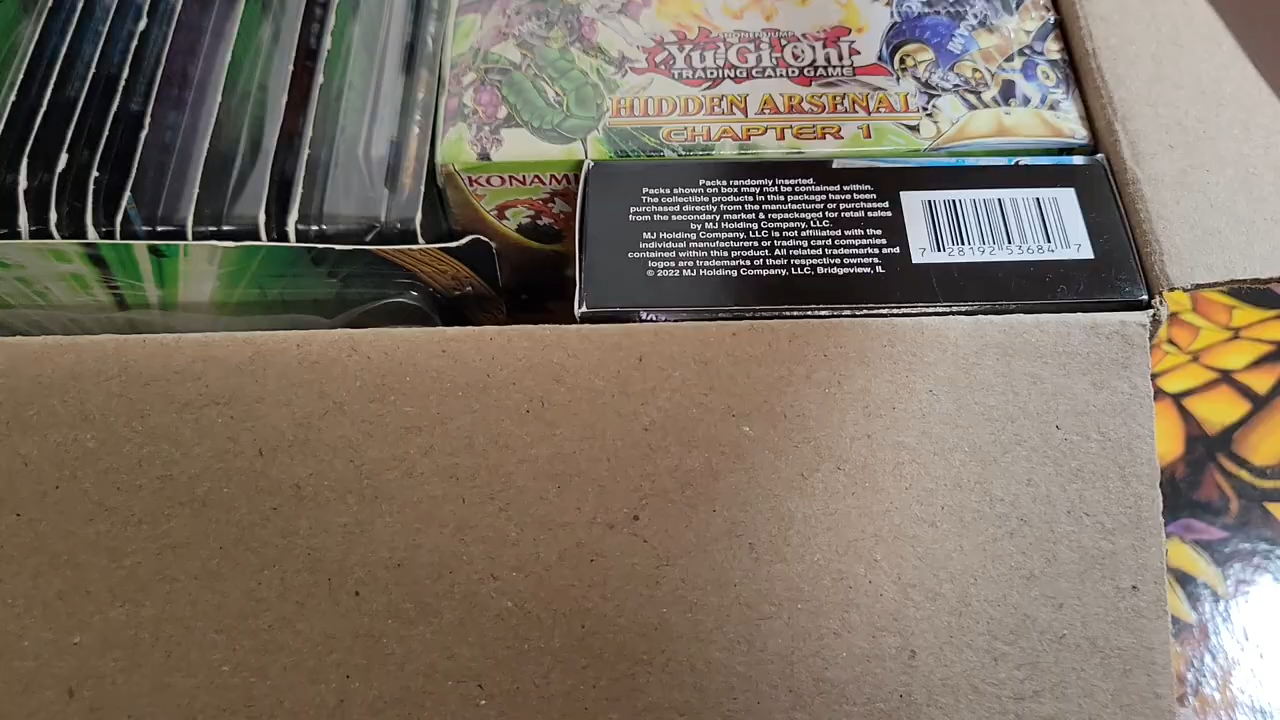 SHONEN JUMP
Yu-Gi-Oh!
TRADING CARD GAME
HIDDEN ARSENAL
CHAPTER 1
KONAMI
Packs randomly inserted.
Packs shown on box may not be contained within.
The collectible products in this package have been
purchased directly from the manufacturer or purchased
from the secondary market & repackaged for retail sales
by MJ Holding Company, LLC.
MJ Holding Company, LLC is not affiliated with the
individual manufacturers or trading card companies
contained within this product. All related trademarks and
logos are trademarks of their respective owners.
© 2022 MJ Holding Company, LLC, Bridgeview, IL
7 28192 53684 7